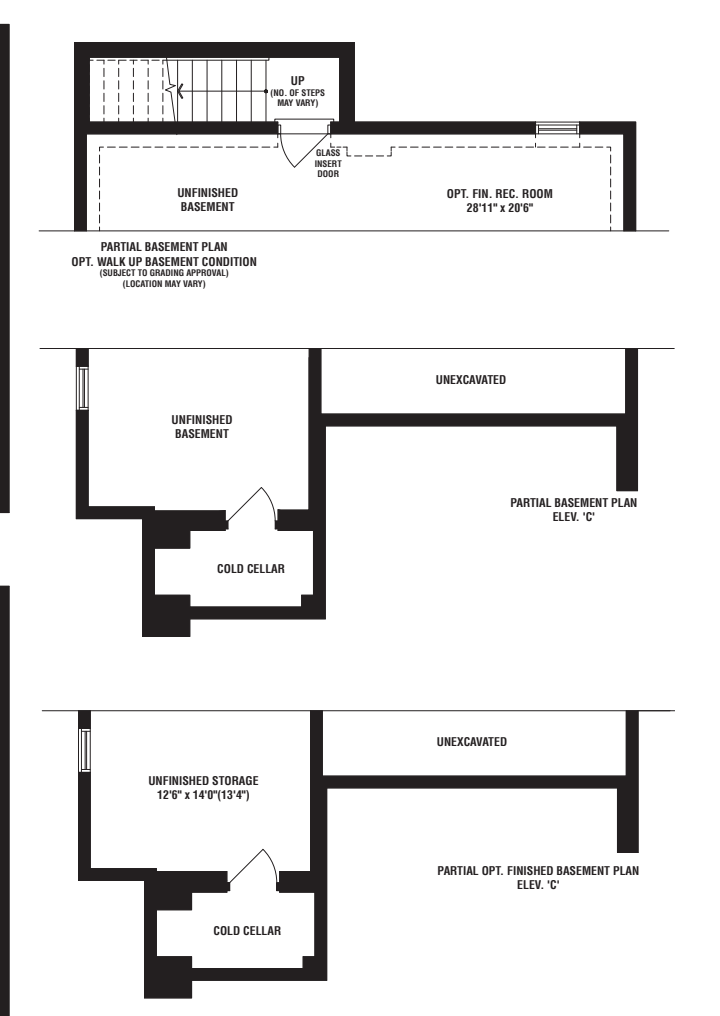 UP
(NO. OF STEPS
MAY VARY)
GLASS
INSERT
DOOR
UNFINISHED
BASEMENT
OPT. FIN. REC. ROOM
28'11" x 20'6"
PARTIAL BASEMENT PLAN
OPT. WALK UP BASEMENT CONDITION
(SUBJECT TO GRADING APPROVAL)
(LOCATION MAY VARY)
UNEXCAVATED
UNFINISHED
BASEMENT
PARTIAL BASEMENT PLAN
ELEV. 'C'
COLD CELLAR
UNEXCAVATED
UNFINISHED STORAGE
12'6" x 14'0"(13'4")
PARTIAL OPT. FINISHED BASEMENT PLAN
ELEV. 'C'
COLD CELLAR